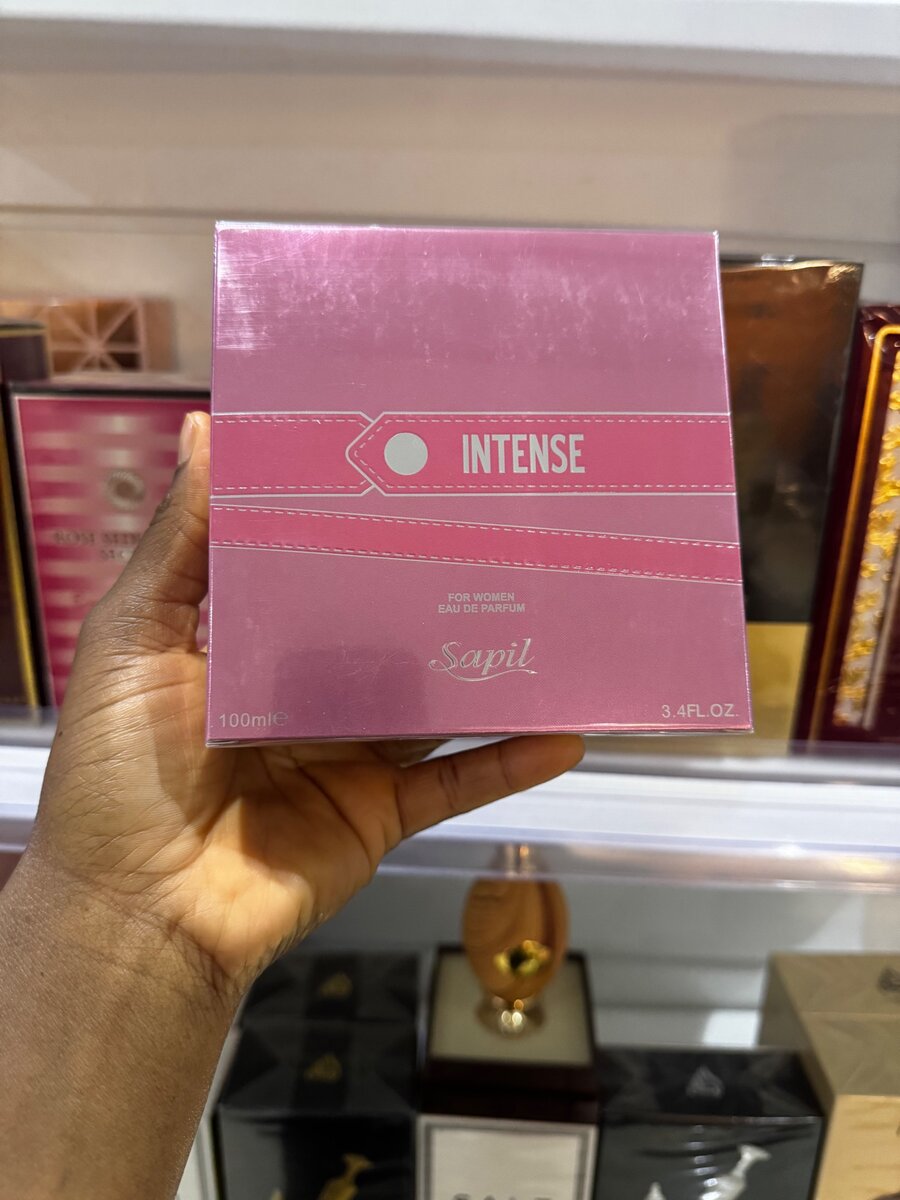 INTENSE
FOR WOMEN
EAU DE PARFUM
Sapil
100ml℮
3.4FL.OZ.